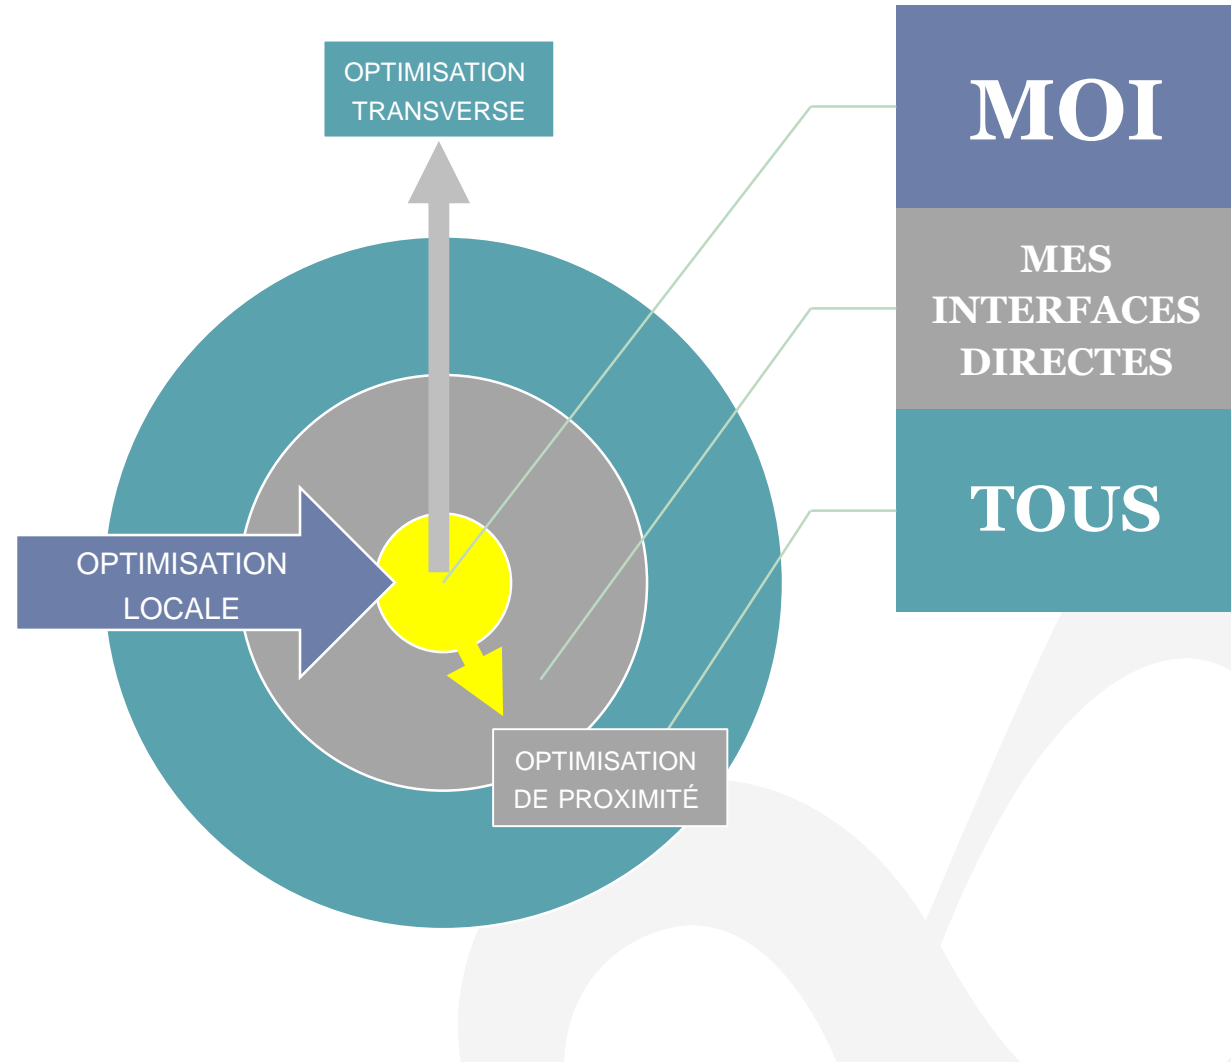 OPTIMISATION
TRANSVERSE
MOI
MES
INTERFACES
DIRECTES
TOUS
OPTIMISATION
LOCALE
OPTIMISATION
DE PROXIMITÉ